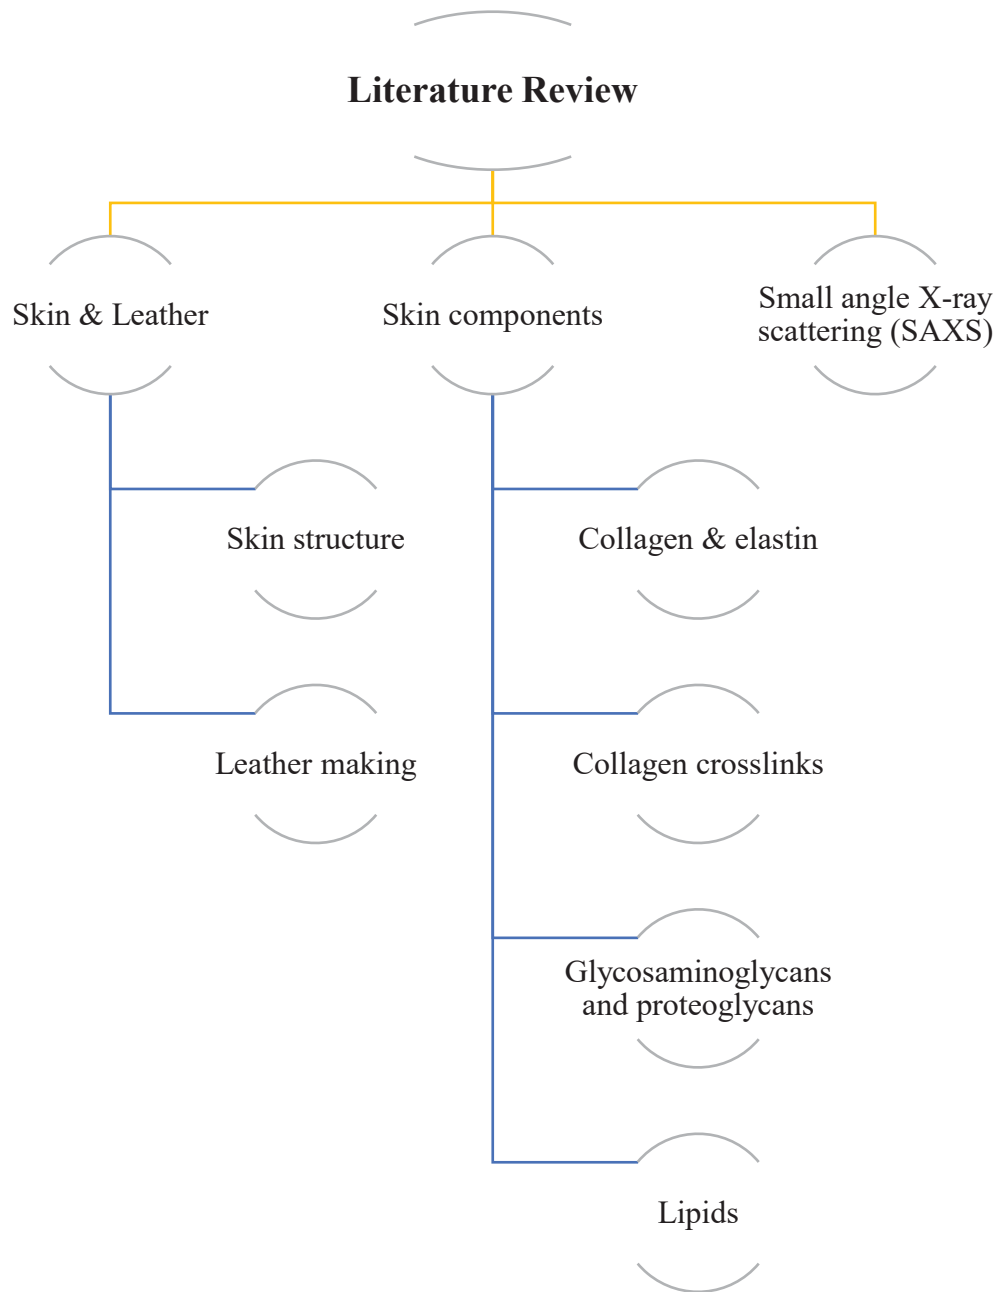 Literature Review
Skin & Leather
Skin components
Small angle X-ray
scattering (SAXS)
Skin structure
Collagen & elastin
Leather making
Collagen crosslinks
Glycosaminoglycans
and proteoglycans
Lipids